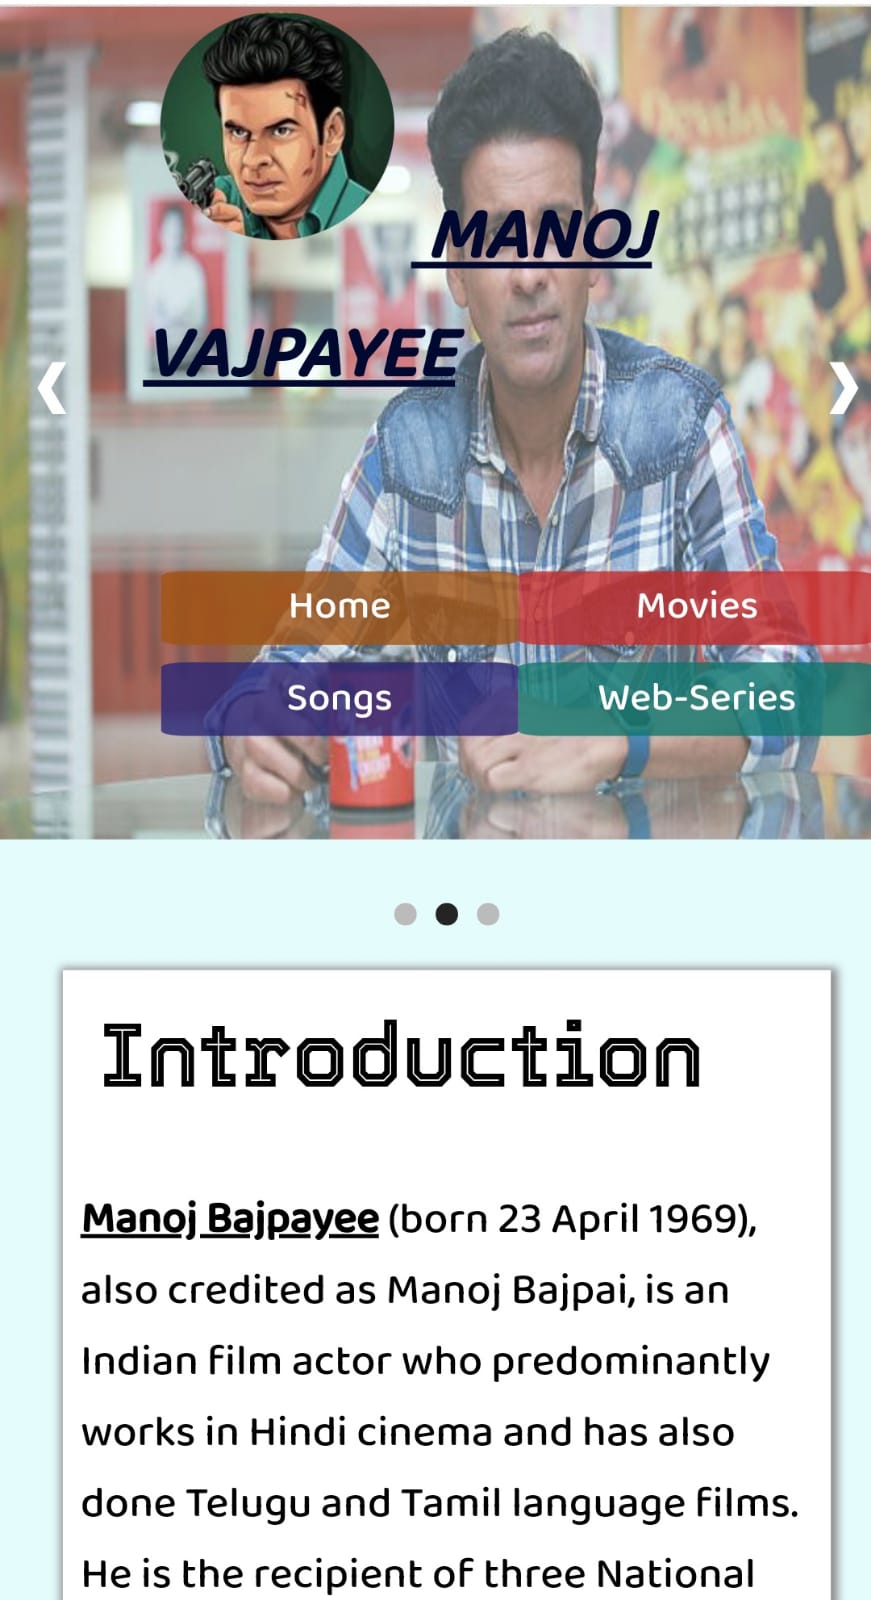 MANOJ
VAJPAYEE
❮
❯
Home
Movies
Songs
Web-Series
Introduction
Manoj Bajpayee (born 23 April 1969),
also credited as Manoj Bajpai, is an
Indian film actor who predominantly
works in Hindi cinema and has also
done Telugu and Tamil language films.
He is the recipient of three National